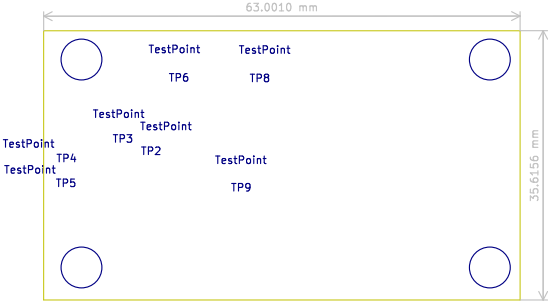 63.0010 mm
TestPoint
TP6
TestPoint
TP8
TestPoint
TP3
TestPoint
TP2
TestPoint
TP4
TestPoint
TP5
TestPoint
TP9
35.6156 mm